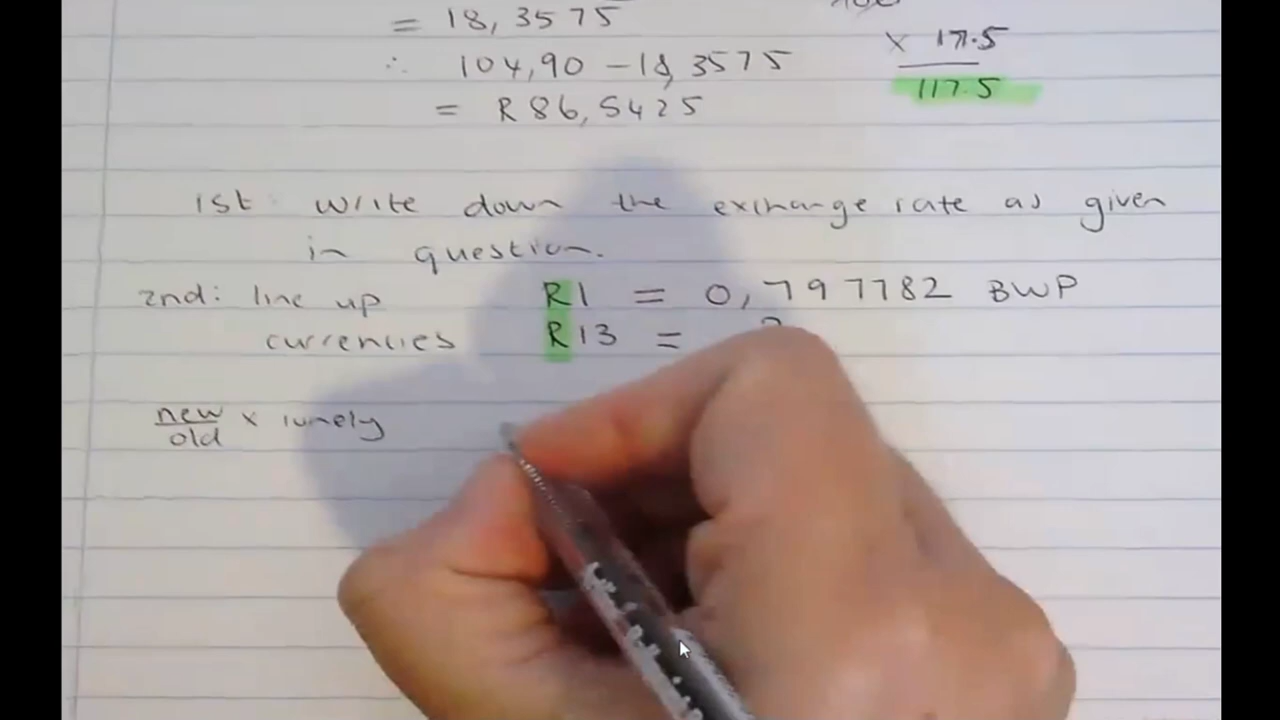 = 18,3575
∴ 104,90 - 18,3575
= R86,5425
x 17.5
117.5
1st: write down the exchange rate as given
in question.
2nd: line up R1 = 0,797782 BWP
currencies R13 = ?
new
old x lonely